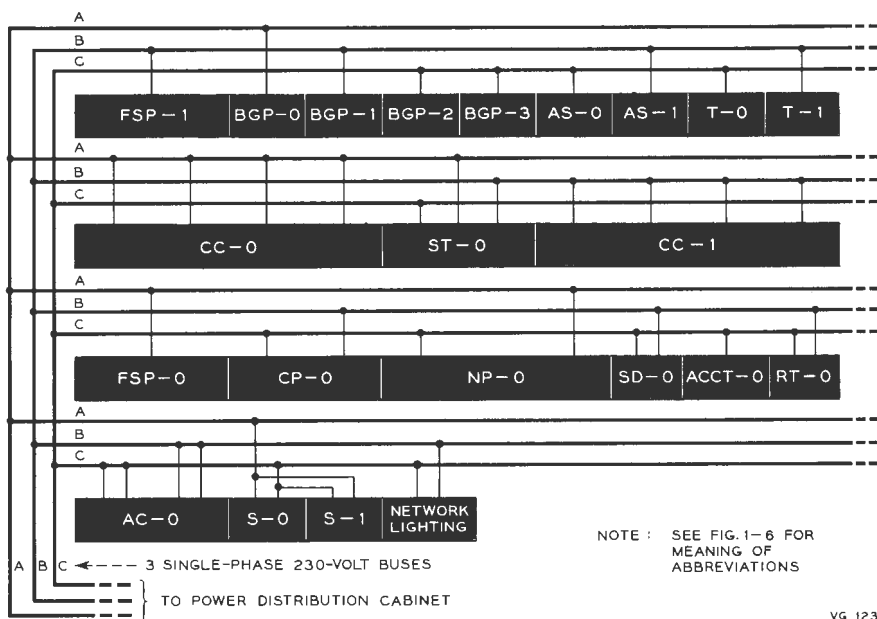 A
B
C
FSP-1 BGP-0 BGP-1 BGP-2 BGP-3 AS-0 AS-1 T-0 T-1
A
B
C
CC-0 ST-0 CC-1
A
B
C
FSP-0 CP-0 NP-0 SD-0 ACCT-0 RT-0
A
B
C
AC-0 S-0 S-1 NETWORK LIGHTING
NOTE : SEE FIG. 1-6 FOR
MEANING OF
ABBREVIATIONS
A B C 3 SINGLE-PHASE 230-VOLT BUSES
TO POWER DISTRIBUTION CABINET
VG 123